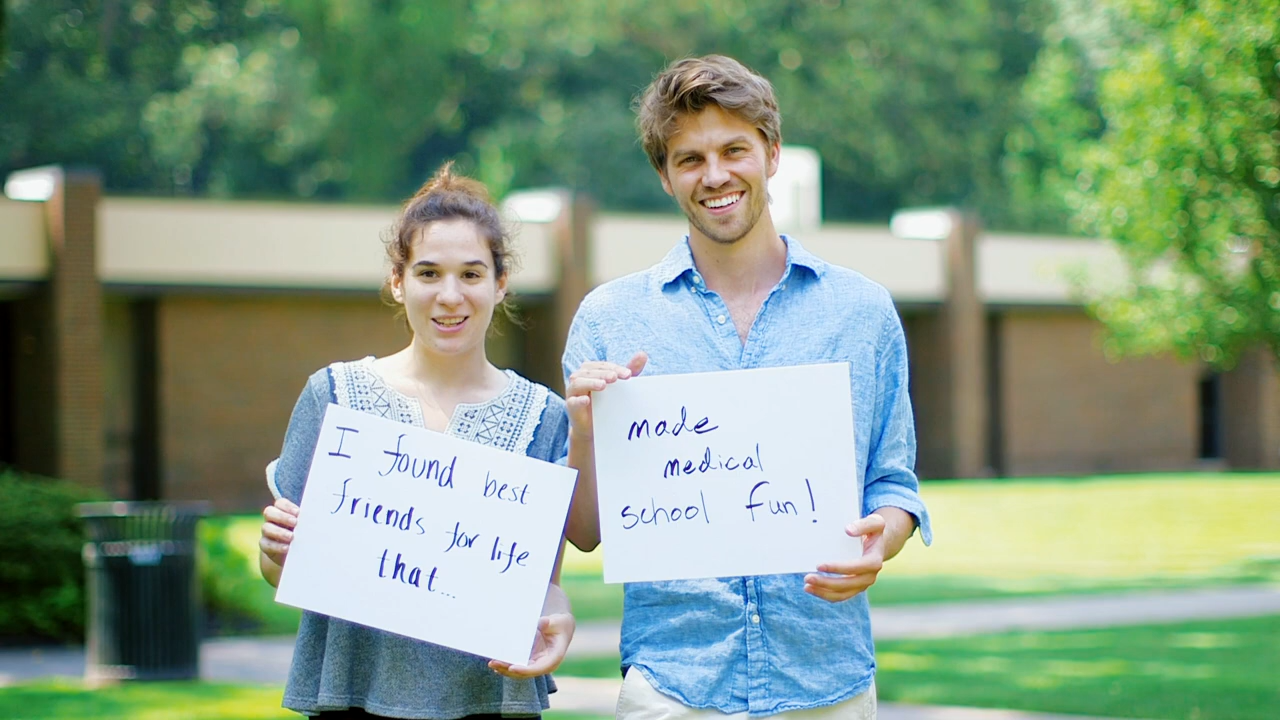 I found best
friends for life
that...
made
medical
school fun!